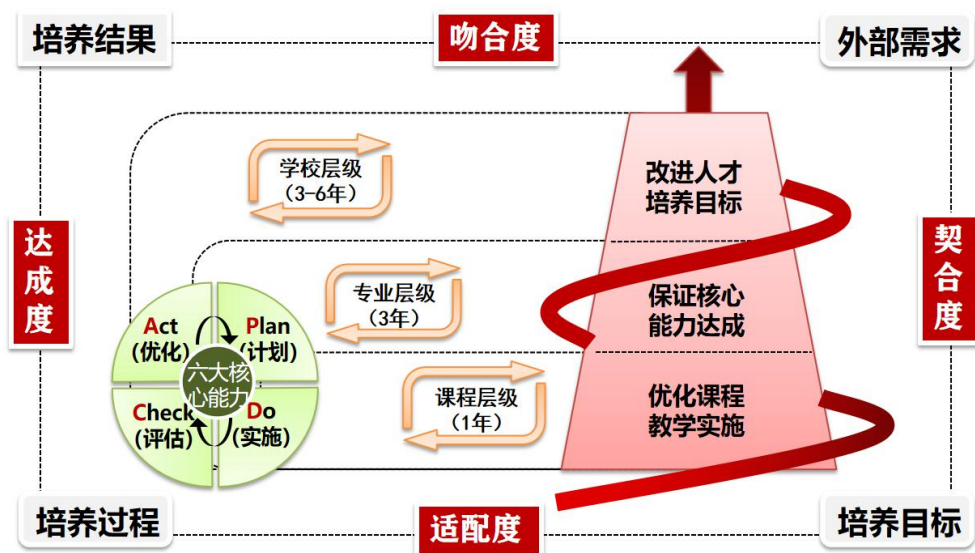 培养结果
吻合度
外部需求
学校层级
（3-6年）
改进人才
培养目标
达成度
契合度
专业层级
（3年）
保证核心
能力达成
Act
(优化)
Plan
(计划)
六大核
心能力
Check
(评估)
Do
(实施)
课程层级
（1年）
优化课程
教学实施
培养过程
适配度
培养目标